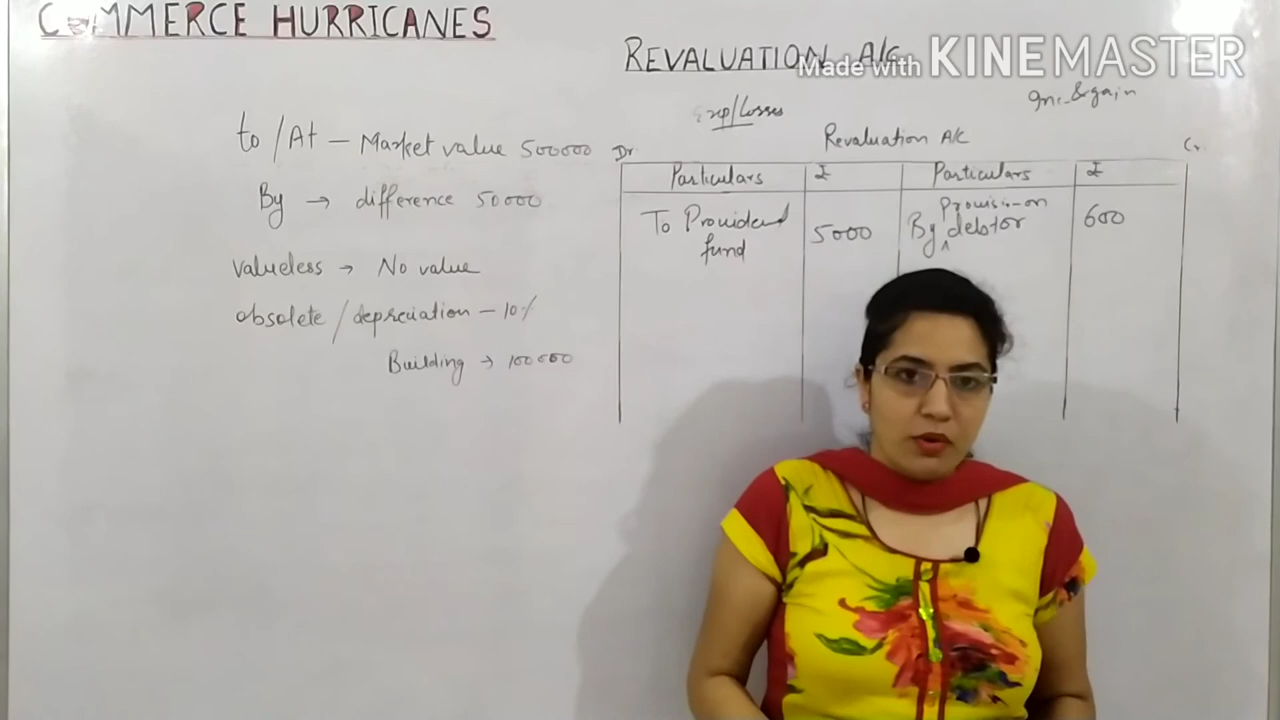 COMMERCE HURRICANES
REVALUATION A/C
Made with KINEMASTER
Exp/Losses
Inc. & gain
to / At - Market value 500000
By → difference 50000
valueless → No value
obsolete / depreciation - 10%
Building → 100000
Revaluation A/C
Dr. Cr.
Particulars ₹ Particulars ₹
To Provident fund 5000 By provision debtor 600